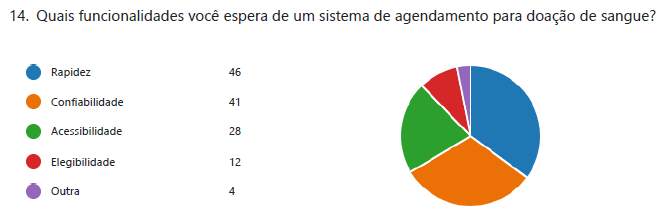 14. Quais funcionalidades você espera de um sistema de agendamento para doação de sangue?
Rapidez 46
Confiabilidade 41
Acessibilidade 28
Elegibilidade 12
Outra 4